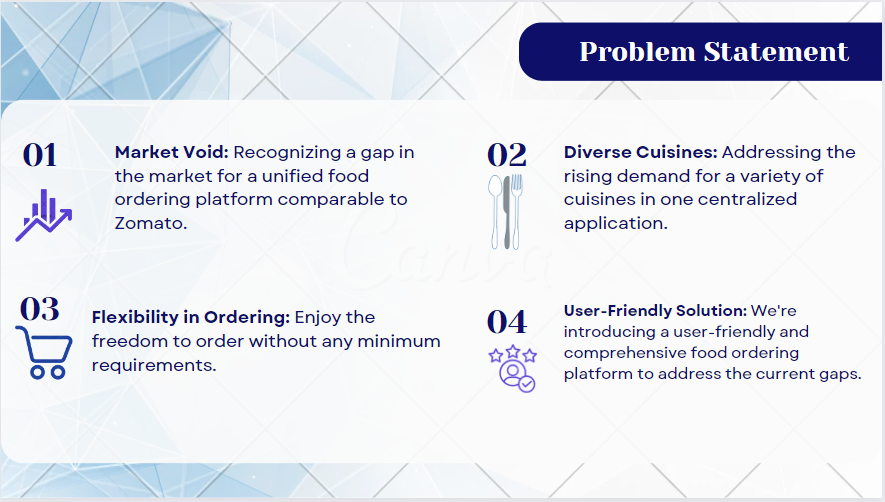 Problem Statement
01
Market Void: Recognizing a gap in
the market for a unified food
ordering platform comparable to
Zomato.
02
Diverse Cuisines: Addressing the
rising demand for a variety of
cuisines in one centralized
application.
03
Flexibility in Ordering: Enjoy the
freedom to order without any minimum
requirements.
04
User-Friendly Solution: We're
introducing a user-friendly and
comprehensive food ordering
platform to address the current gaps.
Canva